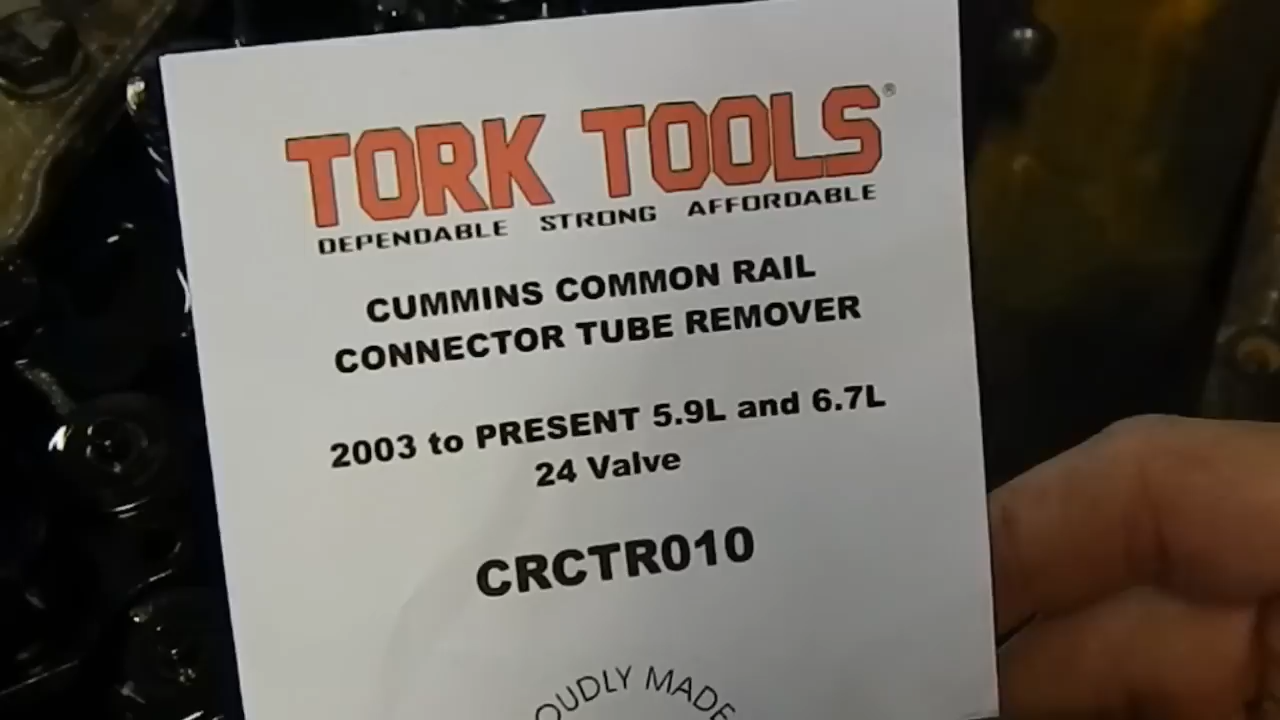 TORK TOOLS®
DEPENDABLE STRONG AFFORDABLE
CUMMINS COMMON RAIL
CONNECTOR TUBE REMOVER
2003 to PRESENT 5.9L and 6.7L
24 Valve
CRCTR010
OUDLY MADE